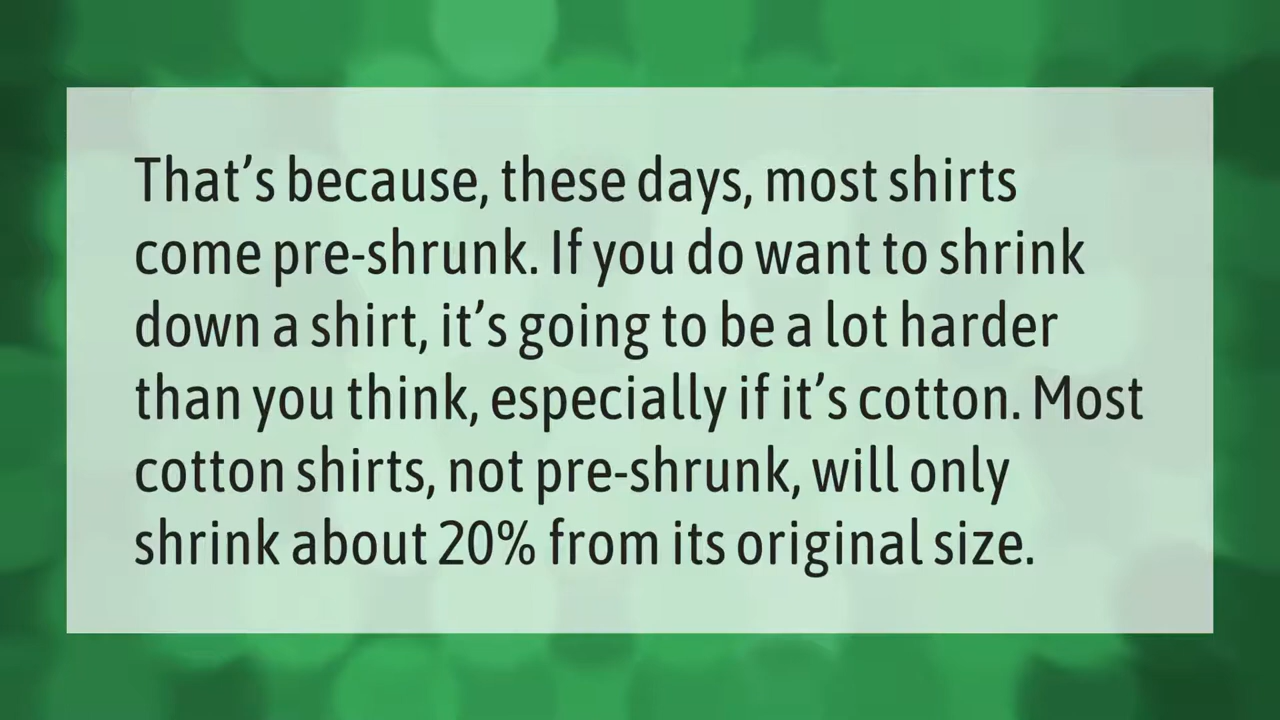 That’s because, these days, most shirts
come pre-shrunk. If you do want to shrink
down a shirt, it’s going to be a lot harder
than you think, especially if it’s cotton. Most
cotton shirts, not pre-shrunk, will only
shrink about 20% from its original size.